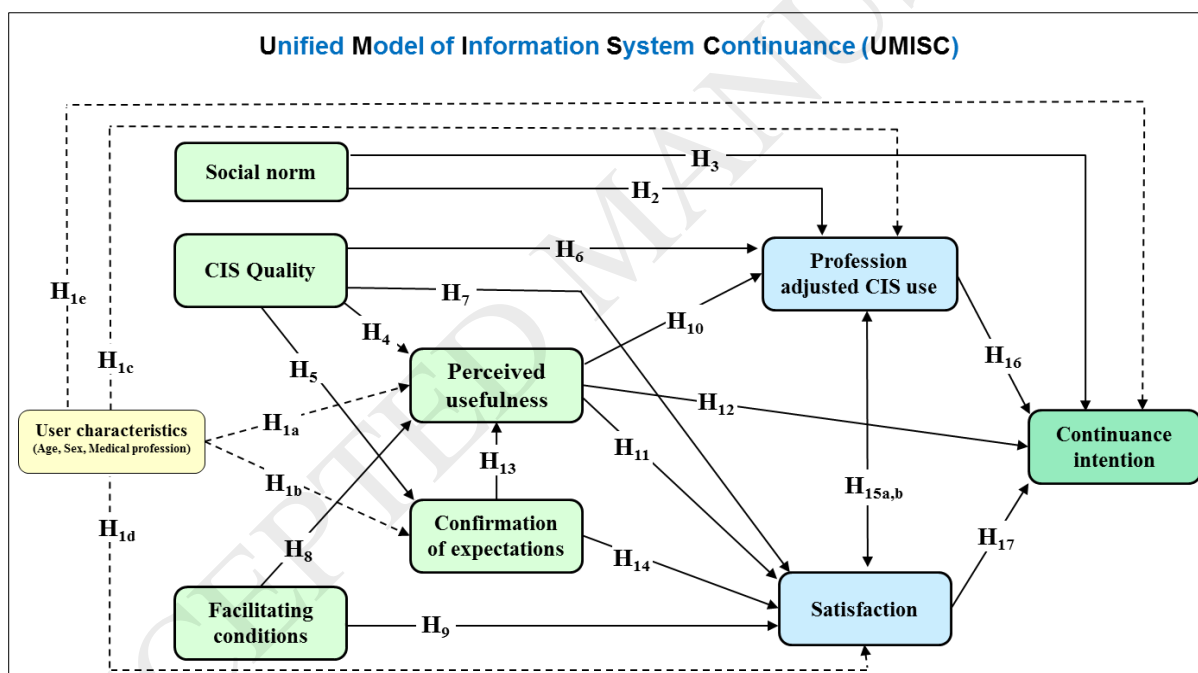 Unified Model of Information System Continuance (UMISC)
Social norm
H3
H2
CIS Quality
H6
Profession
adjusted CIS use
H7
H1e
H4
H10
H1c
H5
Perceived
usefulness
H16
H12
User characteristics
(Age, Sex, Medical profession)
H1a
H11
Continuance
intention
H13
H1b
H15a,b
H1d
Confirmation
of expectations
H8
H14
H17
Facilitating
conditions
H9
Satisfaction
CEPTED MANU